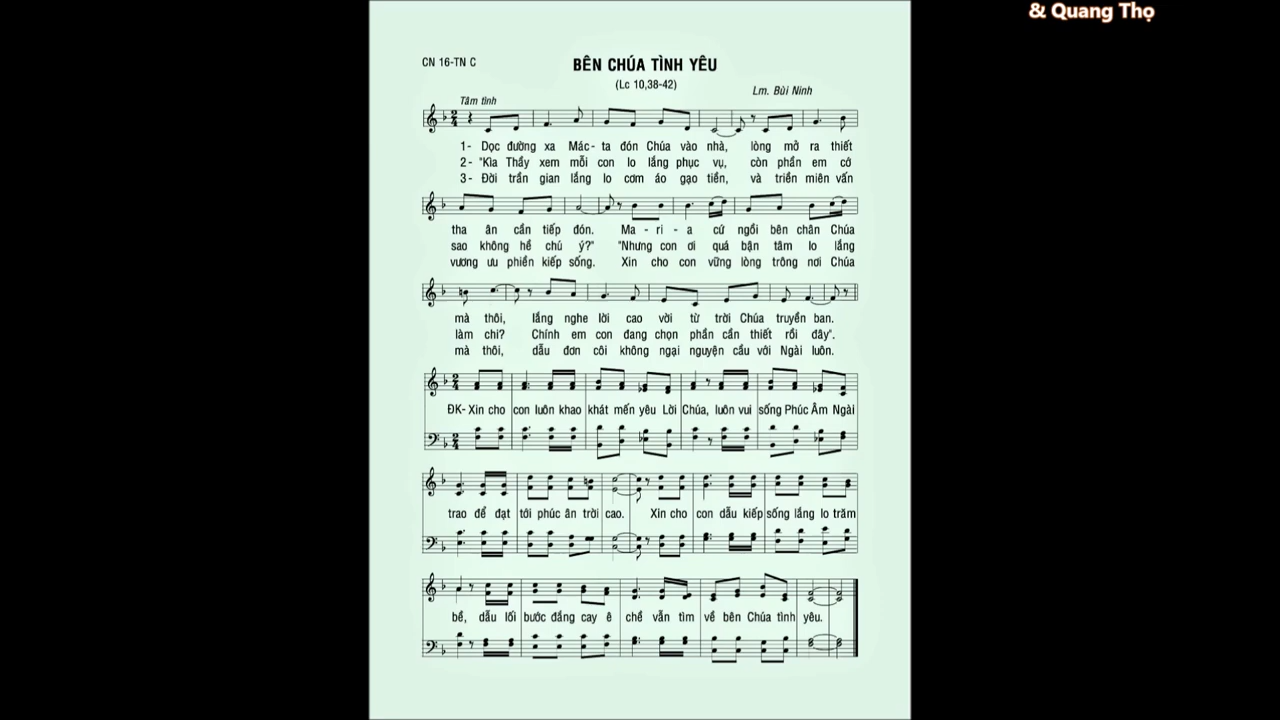 & Quang Thọ
CN 16-TN C
BÊN CHÚA TÌNH YÊU
(Lc 10,38-42)
Lm. Bùi Ninh
Tâm tình
1- Dọc đường xa Mác-ta đón Chúa vào nhà, lòng mở ra thiết
2- "Kìa Thầy xem mỗi con lo lắng phục vụ, còn phần em cớ
3- Đời trần gian lắng lo cơm áo gạo tiền, và triền miên vấn
tha ân cần tiếp đón. Ma - ri - a cứ ngồi bên chân Chúa
sao không hề chú ý?" "Nhưng con ơi quá bận tâm lo lắng
vương ưu phiền kiếp sống. Xin cho con vững lòng trông nơi Chúa
mà thôi, lắng nghe lời cao vời từ trời Chúa truyền ban.
làm chi? Chính em con đang chọn phần cần thiết rồi đây".
mà thôi, dẫu đơn côi không ngại nguyện cầu với Ngài luôn.
ĐK- Xin cho con luôn khao khát mến yêu Lời Chúa, luôn vui sống Phúc Âm Ngài
trao để đạt tới phúc ân trời cao. Xin cho con dẫu kiếp sống lắng lo trăm
bề, dẫu lối bước đắng cay ê chề vẫn tìm về bên Chúa tình yêu.